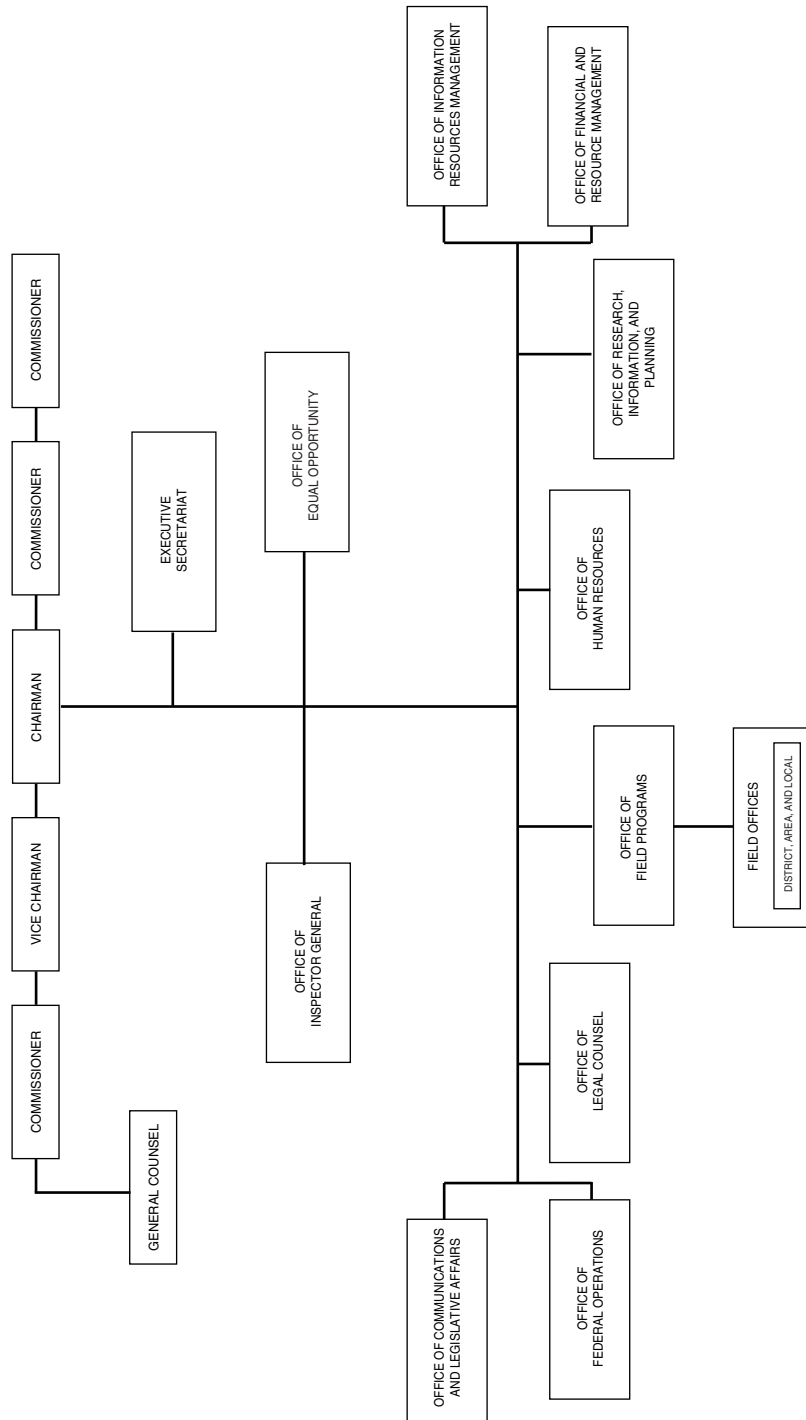 COMMISSIONER
VICE CHAIRMAN
CHAIRMAN
COMMISSIONER
COMMISSIONER
GENERAL COUNSEL
EXECUTIVE
SECRETARIAT
OFFICE OF
INSPECTOR GENERAL
OFFICE OF
EQUAL OPPORTUNITY
OFFICE OF COMMUNICATIONS
AND LEGISLATIVE AFFAIRS
OFFICE OF INFORMATION
RESOURCES MANAGEMENT
OFFICE OF
FEDERAL OPERATIONS
OFFICE OF
LEGAL COUNSEL
OFFICE OF
FIELD PROGRAMS
OFFICE OF
HUMAN RESOURCES
OFFICE OF RESEARCH,
INFORMATION, AND
PLANNING
OFFICE OF FINANCIAL AND
RESOURCE MANAGEMENT
FIELD OFFICES
DISTRICT, AREA, AND LOCAL